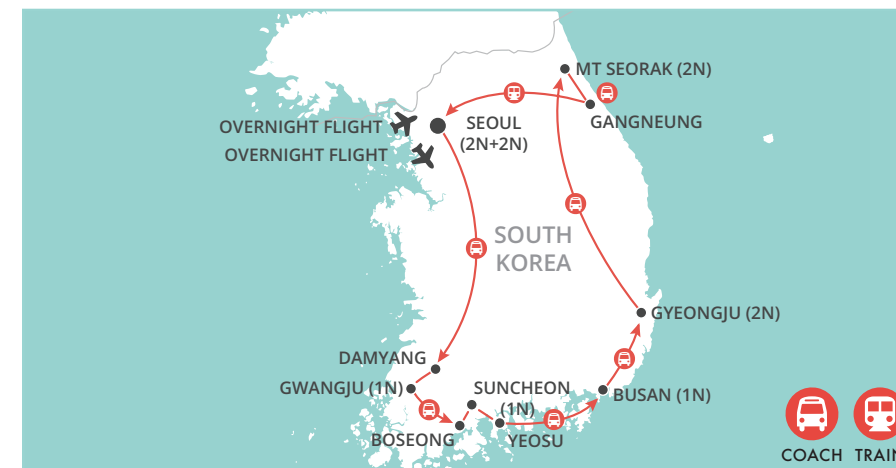 MT SEORAK (2N)
OVERNIGHT FLIGHT
SEOUL
(2N+2N)
GANGNEUNG
OVERNIGHT FLIGHT
SOUTH
KOREA
GYEONGJU (2N)
DAMYANG
GWANGJU (1N)
SUNCHEON
(1N)
BUSAN (1N)
BOSEONG
YEOSU
COACH
TRAIN